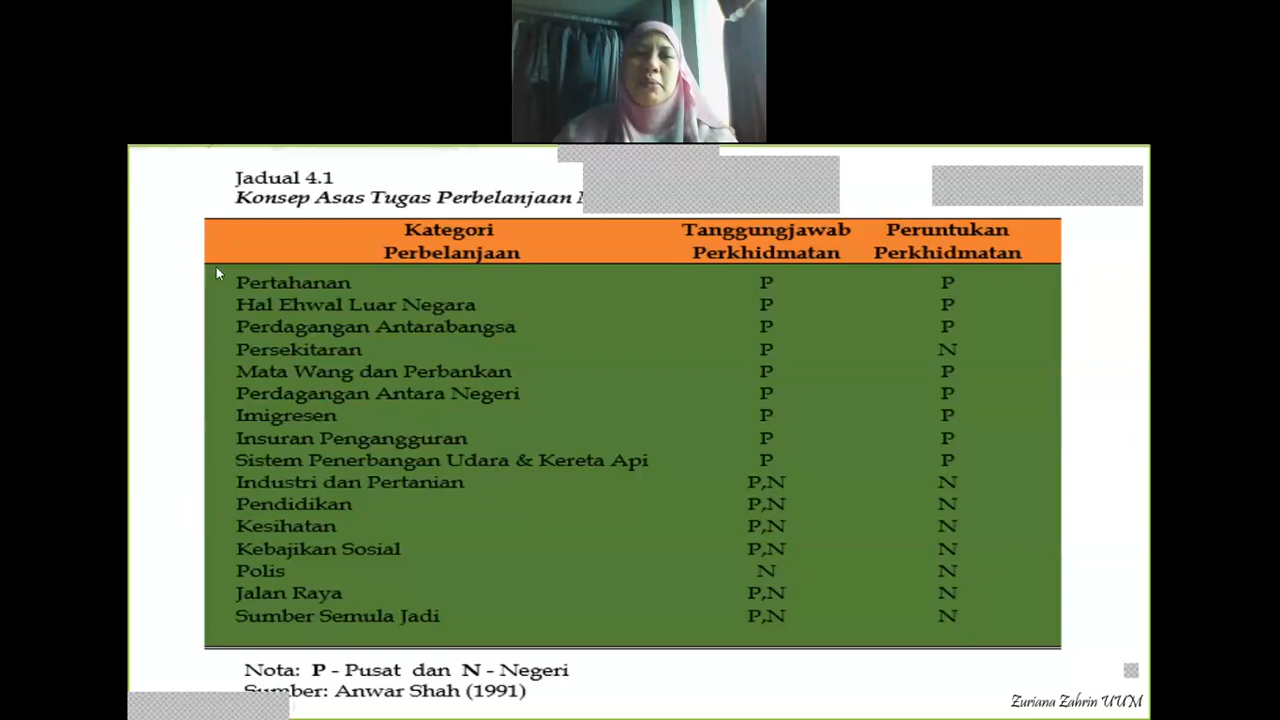 Jadual 4.1
Konsep Asas Tugas Perbelanjaan
Kategori Perbelanjaan Tanggungjawab Perkhidmatan Peruntukan Perkhidmatan
Pertahanan P P
Hal Ehwal Luar Negara P P
Perdagangan Antarabangsa P P
Persekitaran P N
Mata Wang dan Perbankan P P
Perdagangan Antara Negeri P P
Imigresen P P
Insuran Pengangguran P P
Sistem Penerbangan Udara & Kereta Api P P
Industri dan Pertanian P,N N
Pendidikan P,N N
Kesihatan P,N N
Kebajikan Sosial P,N N
Polis N N
Jalan Raya P,N N
Sumber Semula Jadi P,N N
Nota: P - Pusat dan N - Negeri
Sumber: Anwar Shah (1991)
Zuriana Zahrin UUM